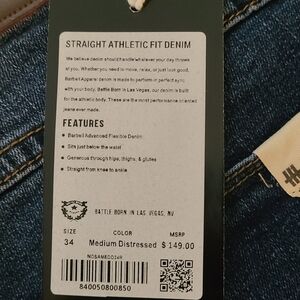 STRAIGHT ATHLETIC FIT DENIM
We believe denim should handle whatever your day throws
at you. Whether you need to move, relax, or just look good,
Barbell Apparel denim is made to perform in perfect sync
with your body. Battle Born in Las Vegas, our denim is built
for the athletic body. These are the most performance oriented
jeans ever made.
FEATURES
• Barbell Advanced Flexible Denim
• Sits just below the waist
• Generous through hips, thighs, & glutes
• Straight from knee to ankle
BATTLE BORN IN LAS VEGAS, NV
SIZE COLOR MSRP
34 Medium Distressed $ 149.00
840050800850